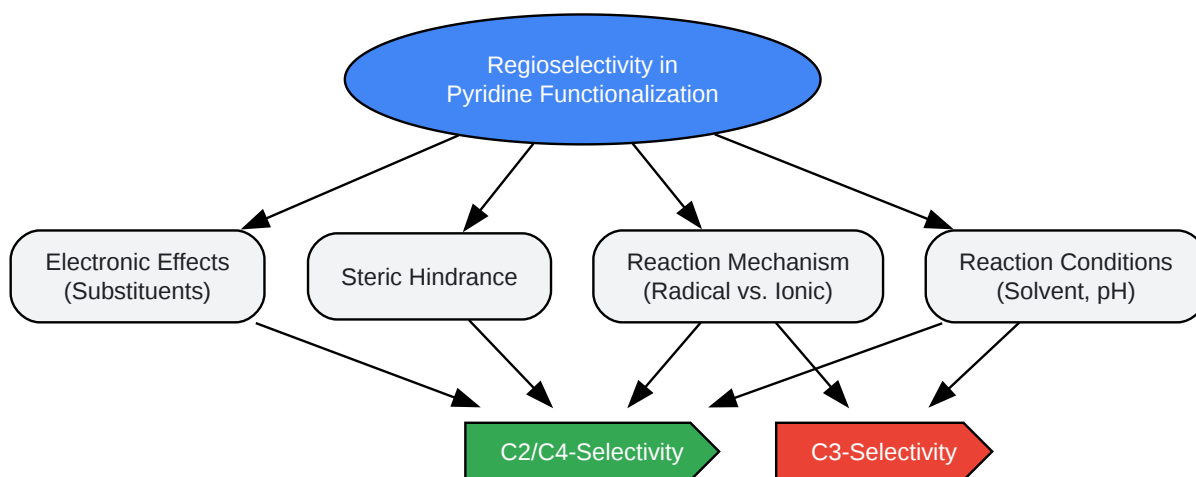 Regioselectivity in
Pyridine Functionalization
Electronic Effects
(Substituents)
Steric Hindrance
Reaction Mechanism
(Radical vs. Ionic)
Reaction Conditions
(Solvent, pH)
C2/C4-Selectivity
C3-Selectivity